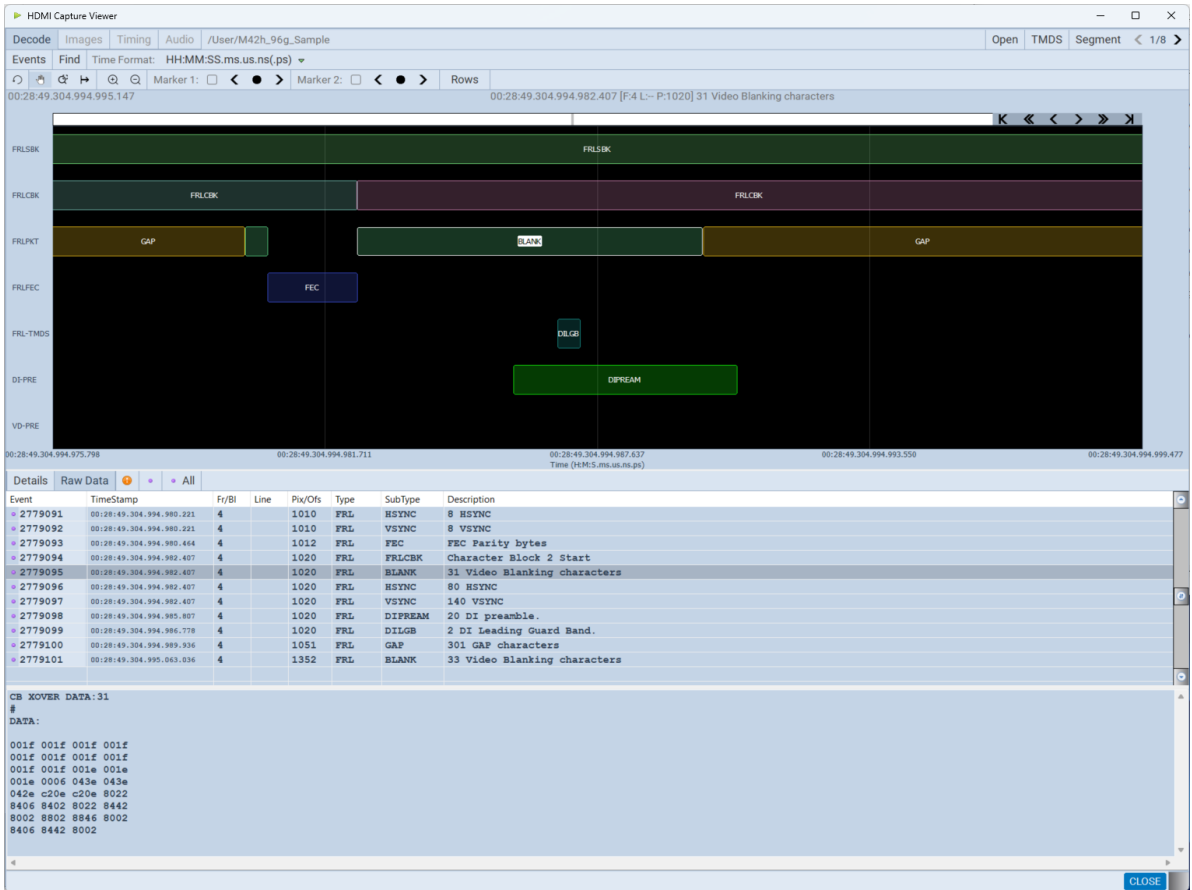 HDMI Capture Viewer
Decode Images Timing Audio /User/M42h_96g_Sample Open TMDS Segment 1/8
Events Find Time Format: HH:MM:SS.ms.us.ns(.ps)
Marker 1: Marker 2: Rows
00:28:49.304.994.995.147 00:28:49.304.994.982.407 [F:4 L:-- P:1020] 31 Video Blanking characters
FRLSBK FRLSBK
FRLCBK FRLCBK FRLCBK
FRLPKT GAP BLANK GAP
FRLFEC FEC
FRL-TMDS DILGB
DI-PRE DIPREAM
VD-PRE
00:28:49.304.994.975.798 00:28:49.304.994.981.711 00:28:49.304.994.987.637 00:28:49.304.994.993.550 00:28:49.304.994.999.477
Time (H:M:S.ms.us.ns.ps)
Details Raw Data All
Event TimeStamp Fr/Bl Line Pix/Ofs Type SubType Description
2779091 00:28:49.304.994.980.221 4 1010 FRL HSYNC 8 HSYNC
2779092 00:28:49.304.994.980.221 4 1010 FRL VSYNC 8 VSYNC
2779093 00:28:49.304.994.980.464 4 1012 FRL FEC FEC Parity bytes
2779094 00:28:49.304.994.982.407 4 1020 FRL FRLCBK Character Block 2 Start
2779095 00:28:49.304.994.982.407 4 1020 FRL BLANK 31 Video Blanking characters
2779096 00:28:49.304.994.982.407 4 1020 FRL HSYNC 80 HSYNC
2779097 00:28:49.304.994.982.407 4 1020 FRL VSYNC 140 VSYNC
2779098 00:28:49.304.994.985.807 4 1020 FRL DIPREAM 20 DI preamble.
2779099 00:28:49.304.994.986.778 4 1020 FRL DILGB 2 DI Leading Guard Band.
2779100 00:28:49.304.994.989.936 4 1051 FRL GAP 301 GAP characters
2779101 00:28:49.304.995.063.036 4 1352 FRL BLANK 33 Video Blanking characters
CB XOVER DATA:31
#
DATA:
001f 001f 001f 001f
001f 001f 001f 001f
001f 001f 001e 001e
001e 0006 043e 043e
042e c20e c20e 8022
8406 8402 8022 8442
8002 8802 8846 8002
8406 8442 8002
CLOSE